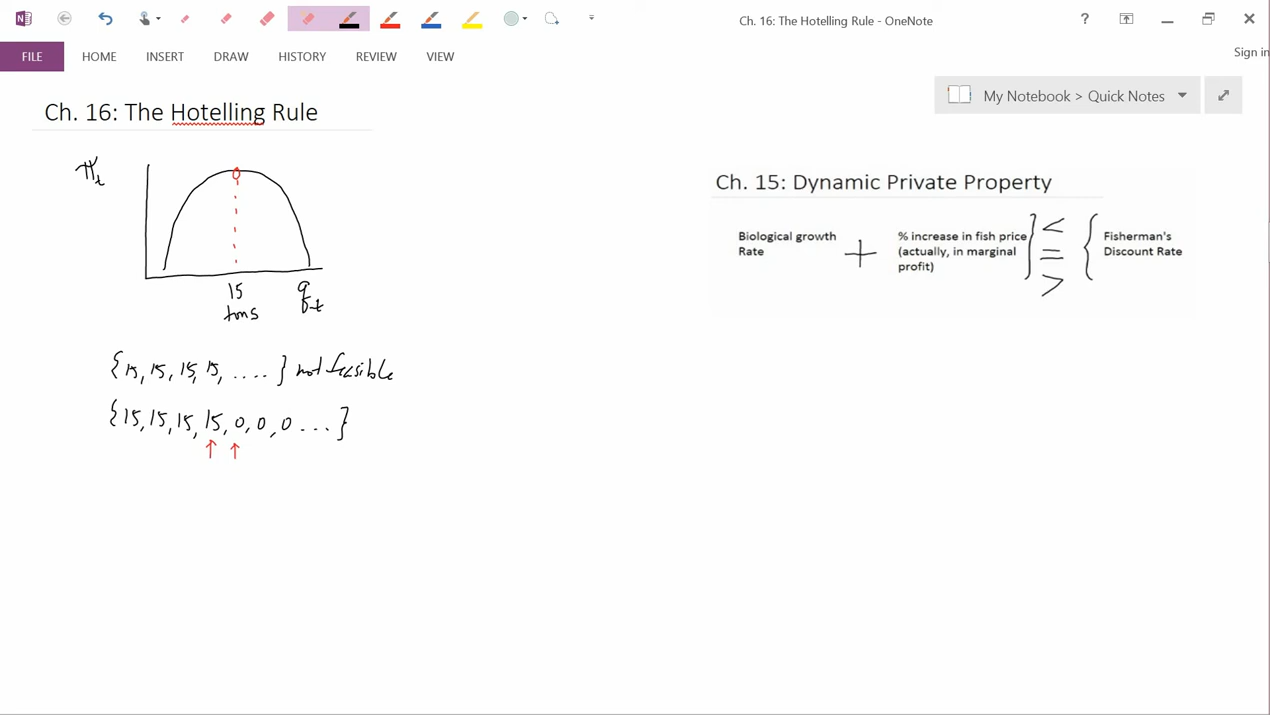 Ch. 16: The Hotelling Rule - OneNote
?
FILE HOME INSERT DRAW HISTORY REVIEW VIEW
Sign in
My Notebook > Quick Notes
Ch. 16: The Hotelling Rule
π_t
15
tons
q_t
{15, 15, 15, 15, ....} not feasible
{15, 15, 15, 15, 0, 0, 0 ...}
Ch. 15: Dynamic Private Property
Biological growth
Rate
+
% increase in fish price
(actually, in marginal
profit)
} <
=
>
{
Fisherman's
Discount Rate